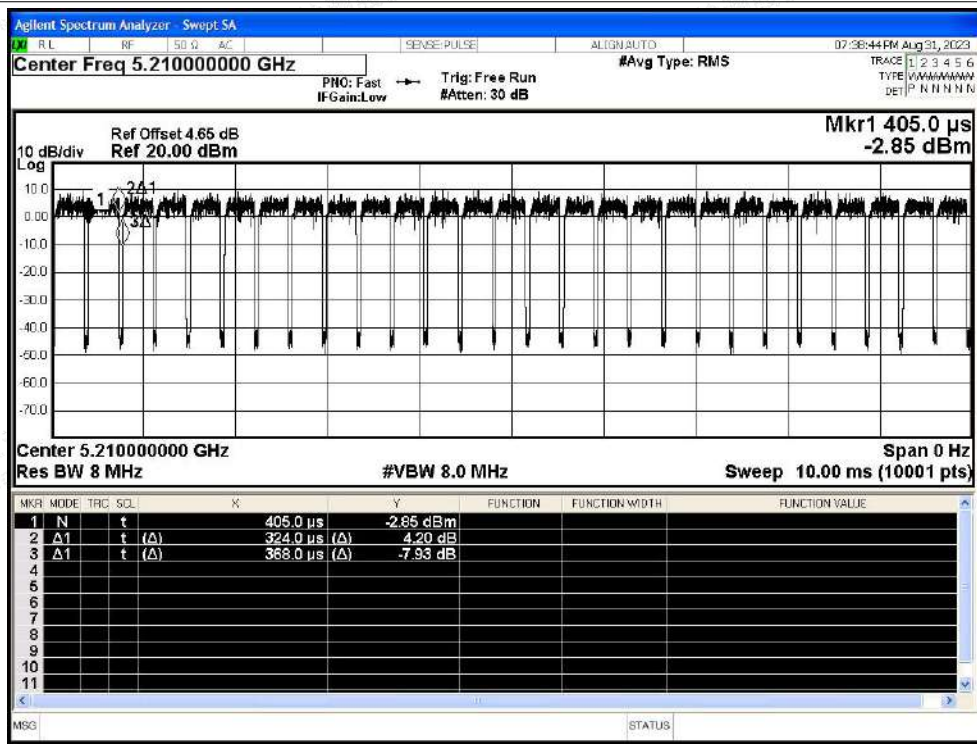 Agilent Spectrum Analyzer - Swept SA
LXI RL RF 50 Ω AC SENSE:PULSE ALIGN AUTO 07:38:44 PM Aug 31, 2023
Center Freq 5.210000000 GHz #Avg Type: RMS TRACE 1 2 3 4 5 6
PNO: Fast Trig: Free Run TYPE WWWWWW
IFGain:Low #Atten: 30 dB DET P N N N N N
Ref Offset 4.65 dB Mkr1 405.0 µs
10 dB/div Ref 20.00 dBm -2.85 dBm
Log
10.0
0.00
-10.0
-20.0
-30.0
-40.0
-50.0
-60.0
-70.0
1 2Δ1
3Δ1
Center 5.210000000 GHz Span 0 Hz
Res BW 8 MHz #VBW 8.0 MHz Sweep 10.00 ms (10001 pts)
MKR MODE TRC SCL X Y FUNCTION FUNCTION WIDTH FUNCTION VALUE
1 N t 405.0 µs -2.85 dBm
2 Δ1 t (Δ) 324.0 µs (Δ) 4.20 dB
3 Δ1 t (Δ) 368.0 µs (Δ) -7.93 dB
4
5
6
7
8
9
10
11
MSG STATUS